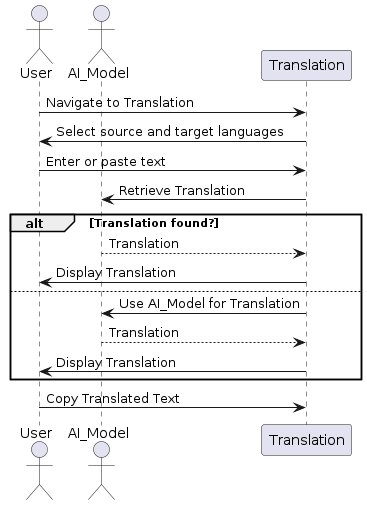 User AI_Model Translation
Navigate to Translation
Select source and target languages
Enter or paste text
Retrieve Translation
alt [Translation found?]
Translation
Display Translation
Use AI_Model for Translation
Translation
Display Translation
Copy Translated Text
User AI_Model Translation